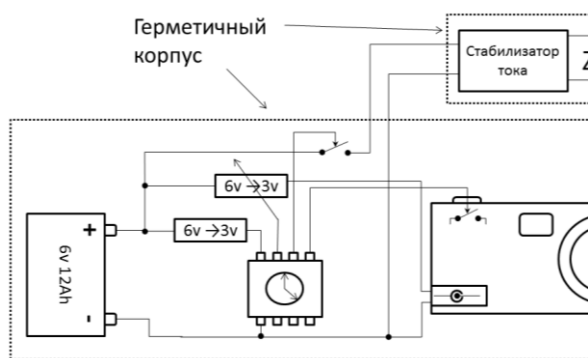 Герметичный
корпус
Стабилизатор
тока
Z
6v →3v
6v →3v
+
6v 12Ah
-